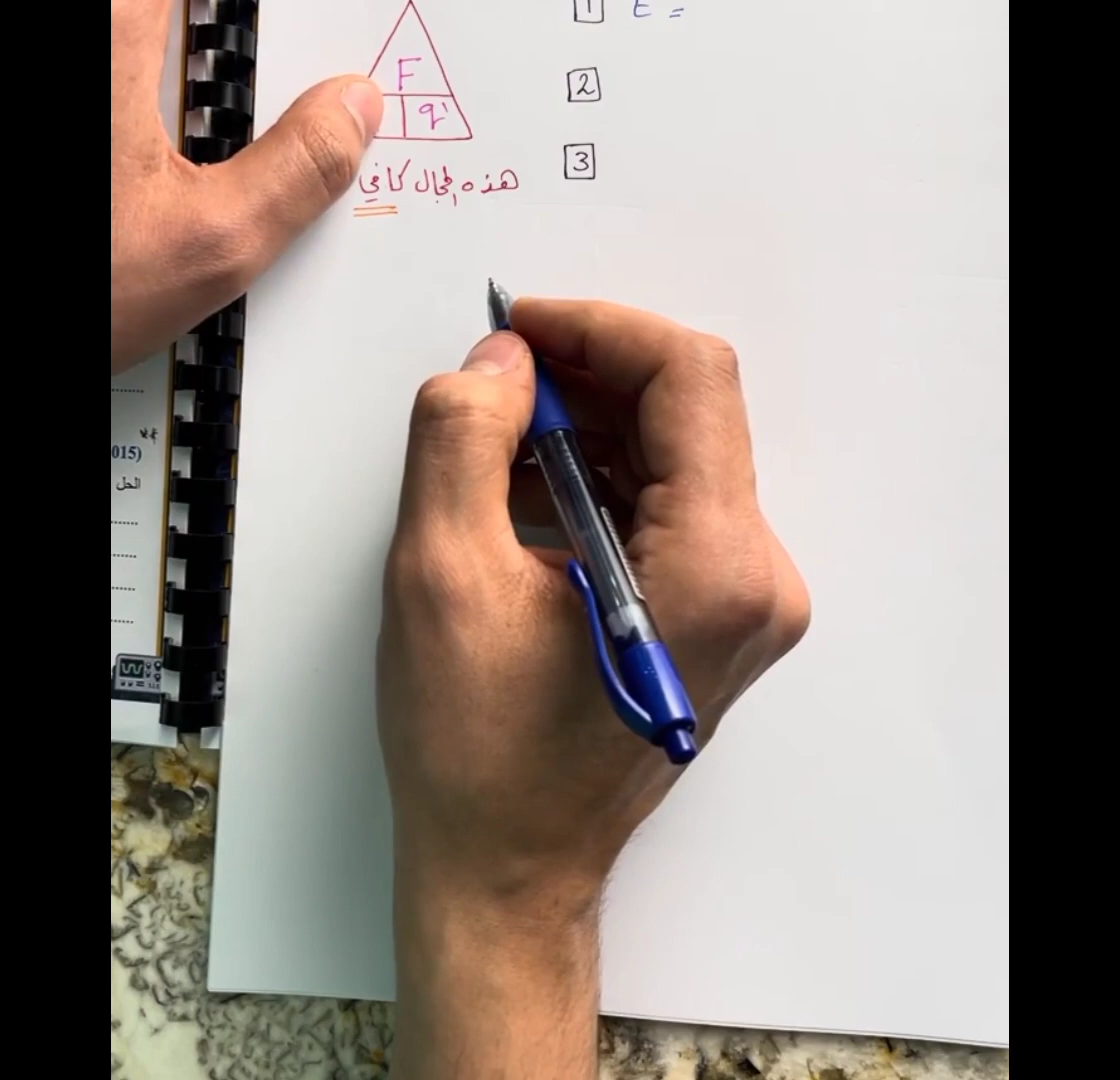 1 E =
F
2
q'
3
هذه المجال كافي
015)
الحل